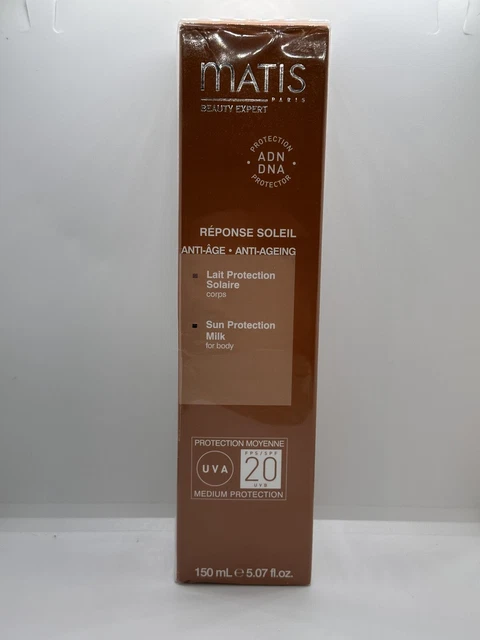 mATIS
PARIS
BEAUTY EXPERT
PROTECTION
• ADN •
DNA
PROTECTOR
RÉPONSE SOLEIL
ANTI-ÂGE • ANTI-AGEING
Lait Protection
Solaire
corps
Sun Protection
Milk
for body
PROTECTION MOYENNE
UVA
FPS/SPF
20
UVB
MEDIUM PROTECTION
150 mL ℮ 5.07 fl.oz.